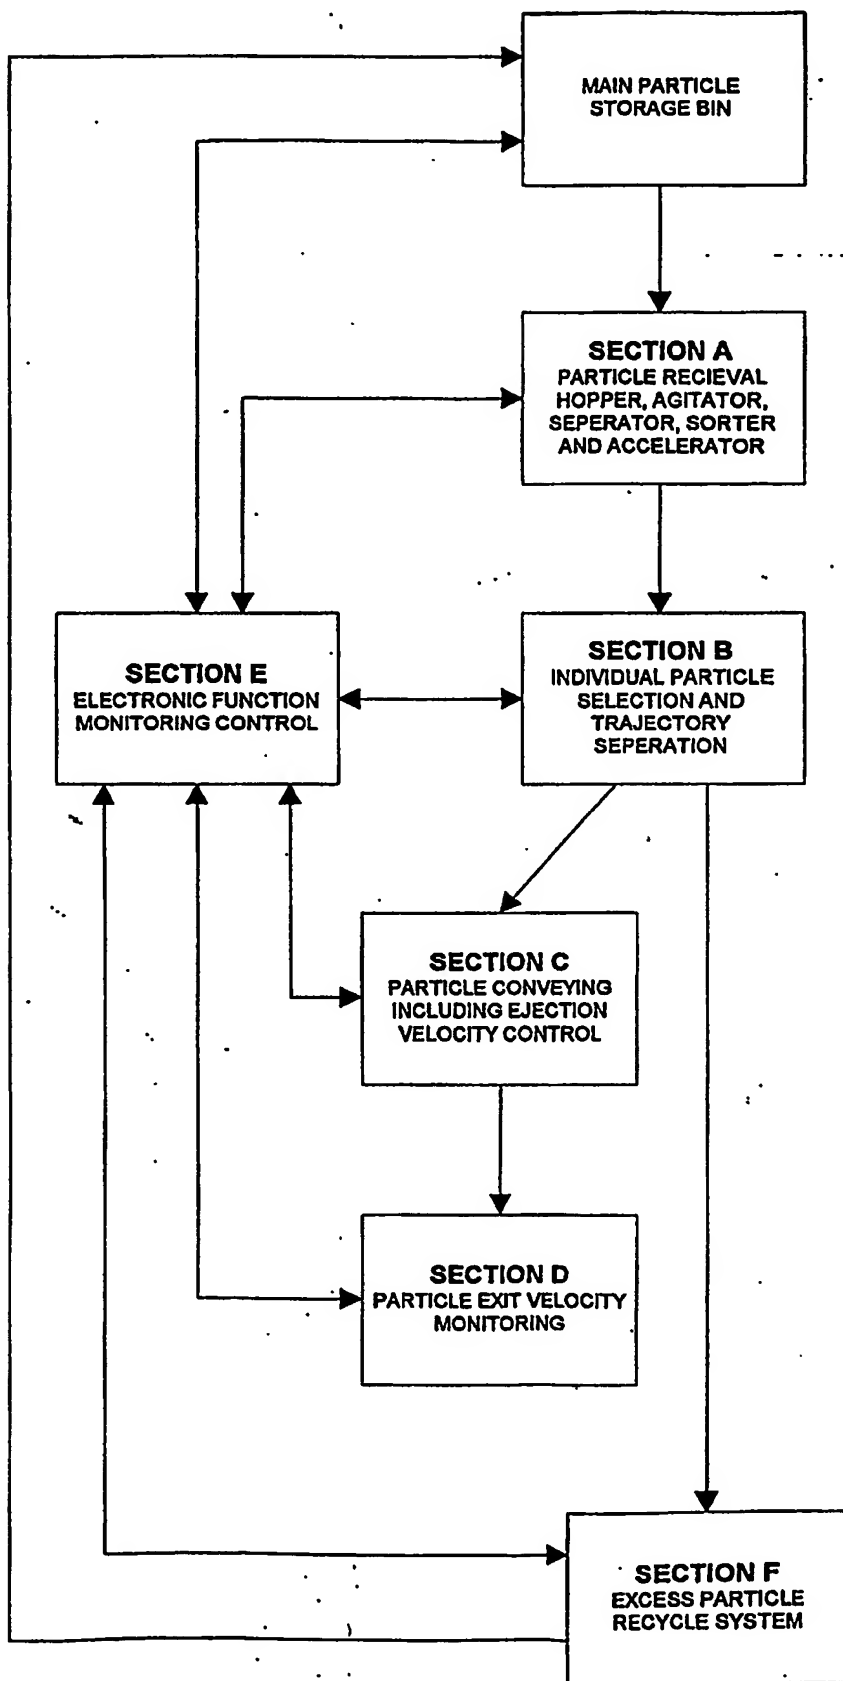 MAIN PARTICLE
STORAGE BIN
SECTION A
PARTICLE RECIEVAL
HOPPER, AGITATOR,
SEPERATOR, SORTER
AND ACCELERATOR
SECTION E
ELECTRONIC FUNCTION
MONITORING CONTROL
SECTION B
INDIVIDUAL PARTICLE
SELECTION AND
TRAJECTORY
SEPERATION
SECTION C
PARTICLE CONVEYING
INCLUDING EJECTION
VELOCITY CONTROL
SECTION D
PARTICLE EXIT VELOCITY
MONITORING
SECTION F
EXCESS PARTICLE
RECYCLE SYSTEM